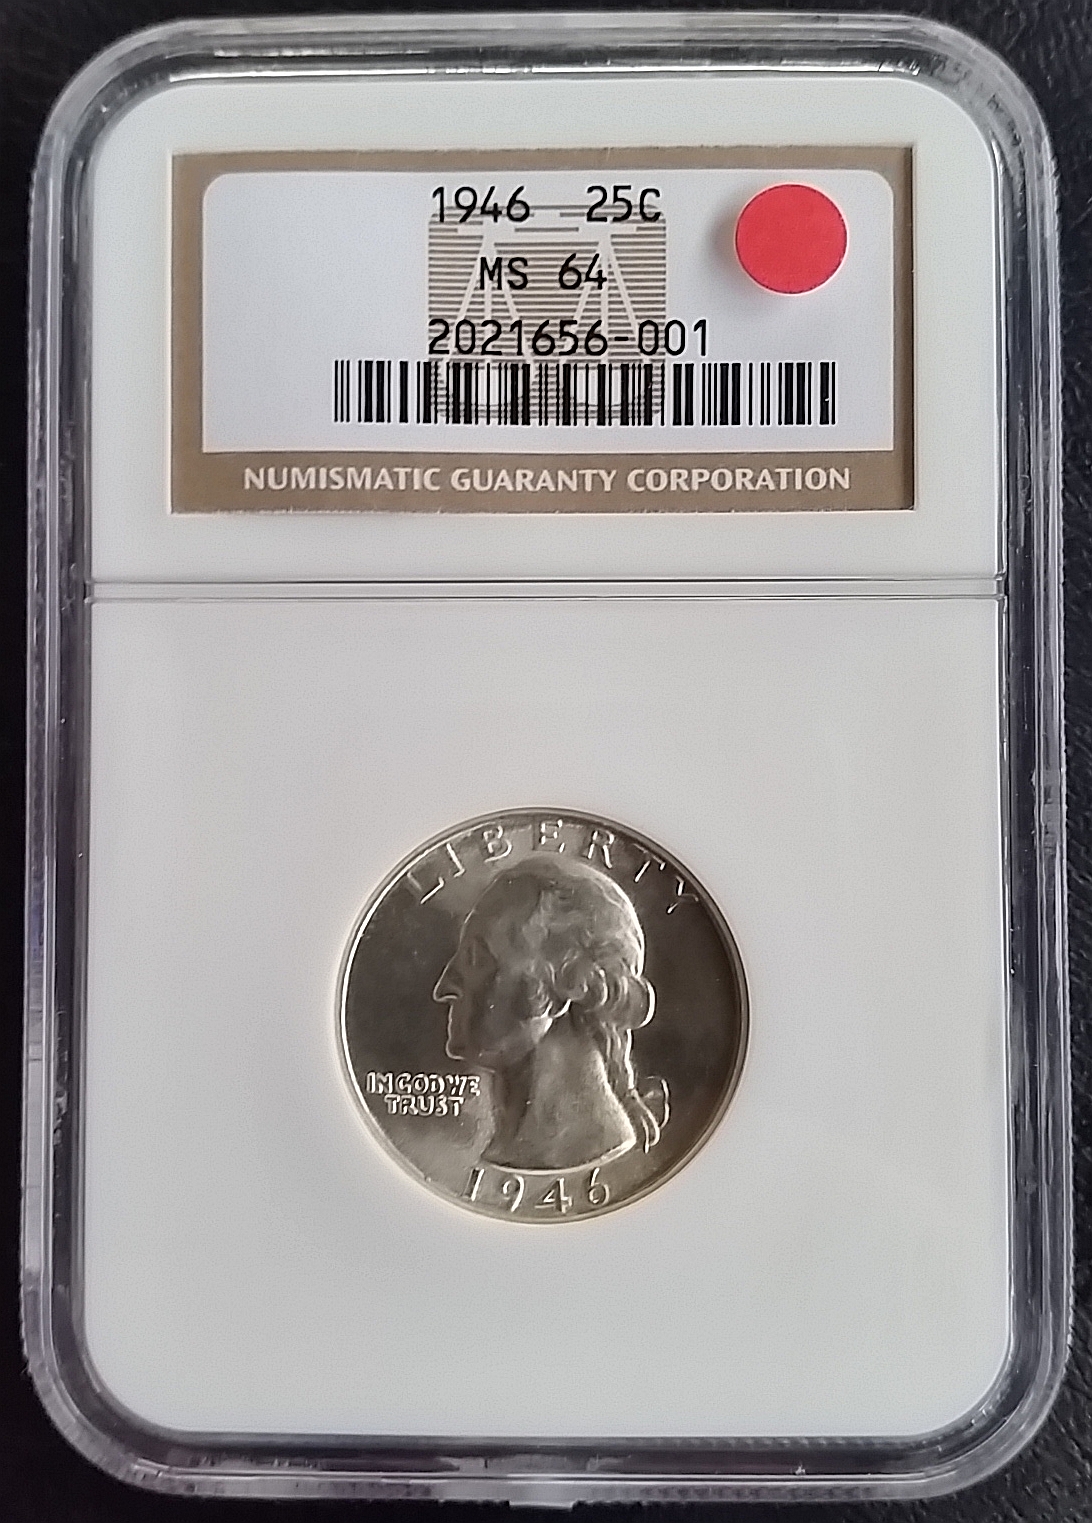 1946 25C
MS 64
2021656-001
NUMISMATIC GUARANTY CORPORATION
LIBERTY
IN GOD WE
TRUST
1946